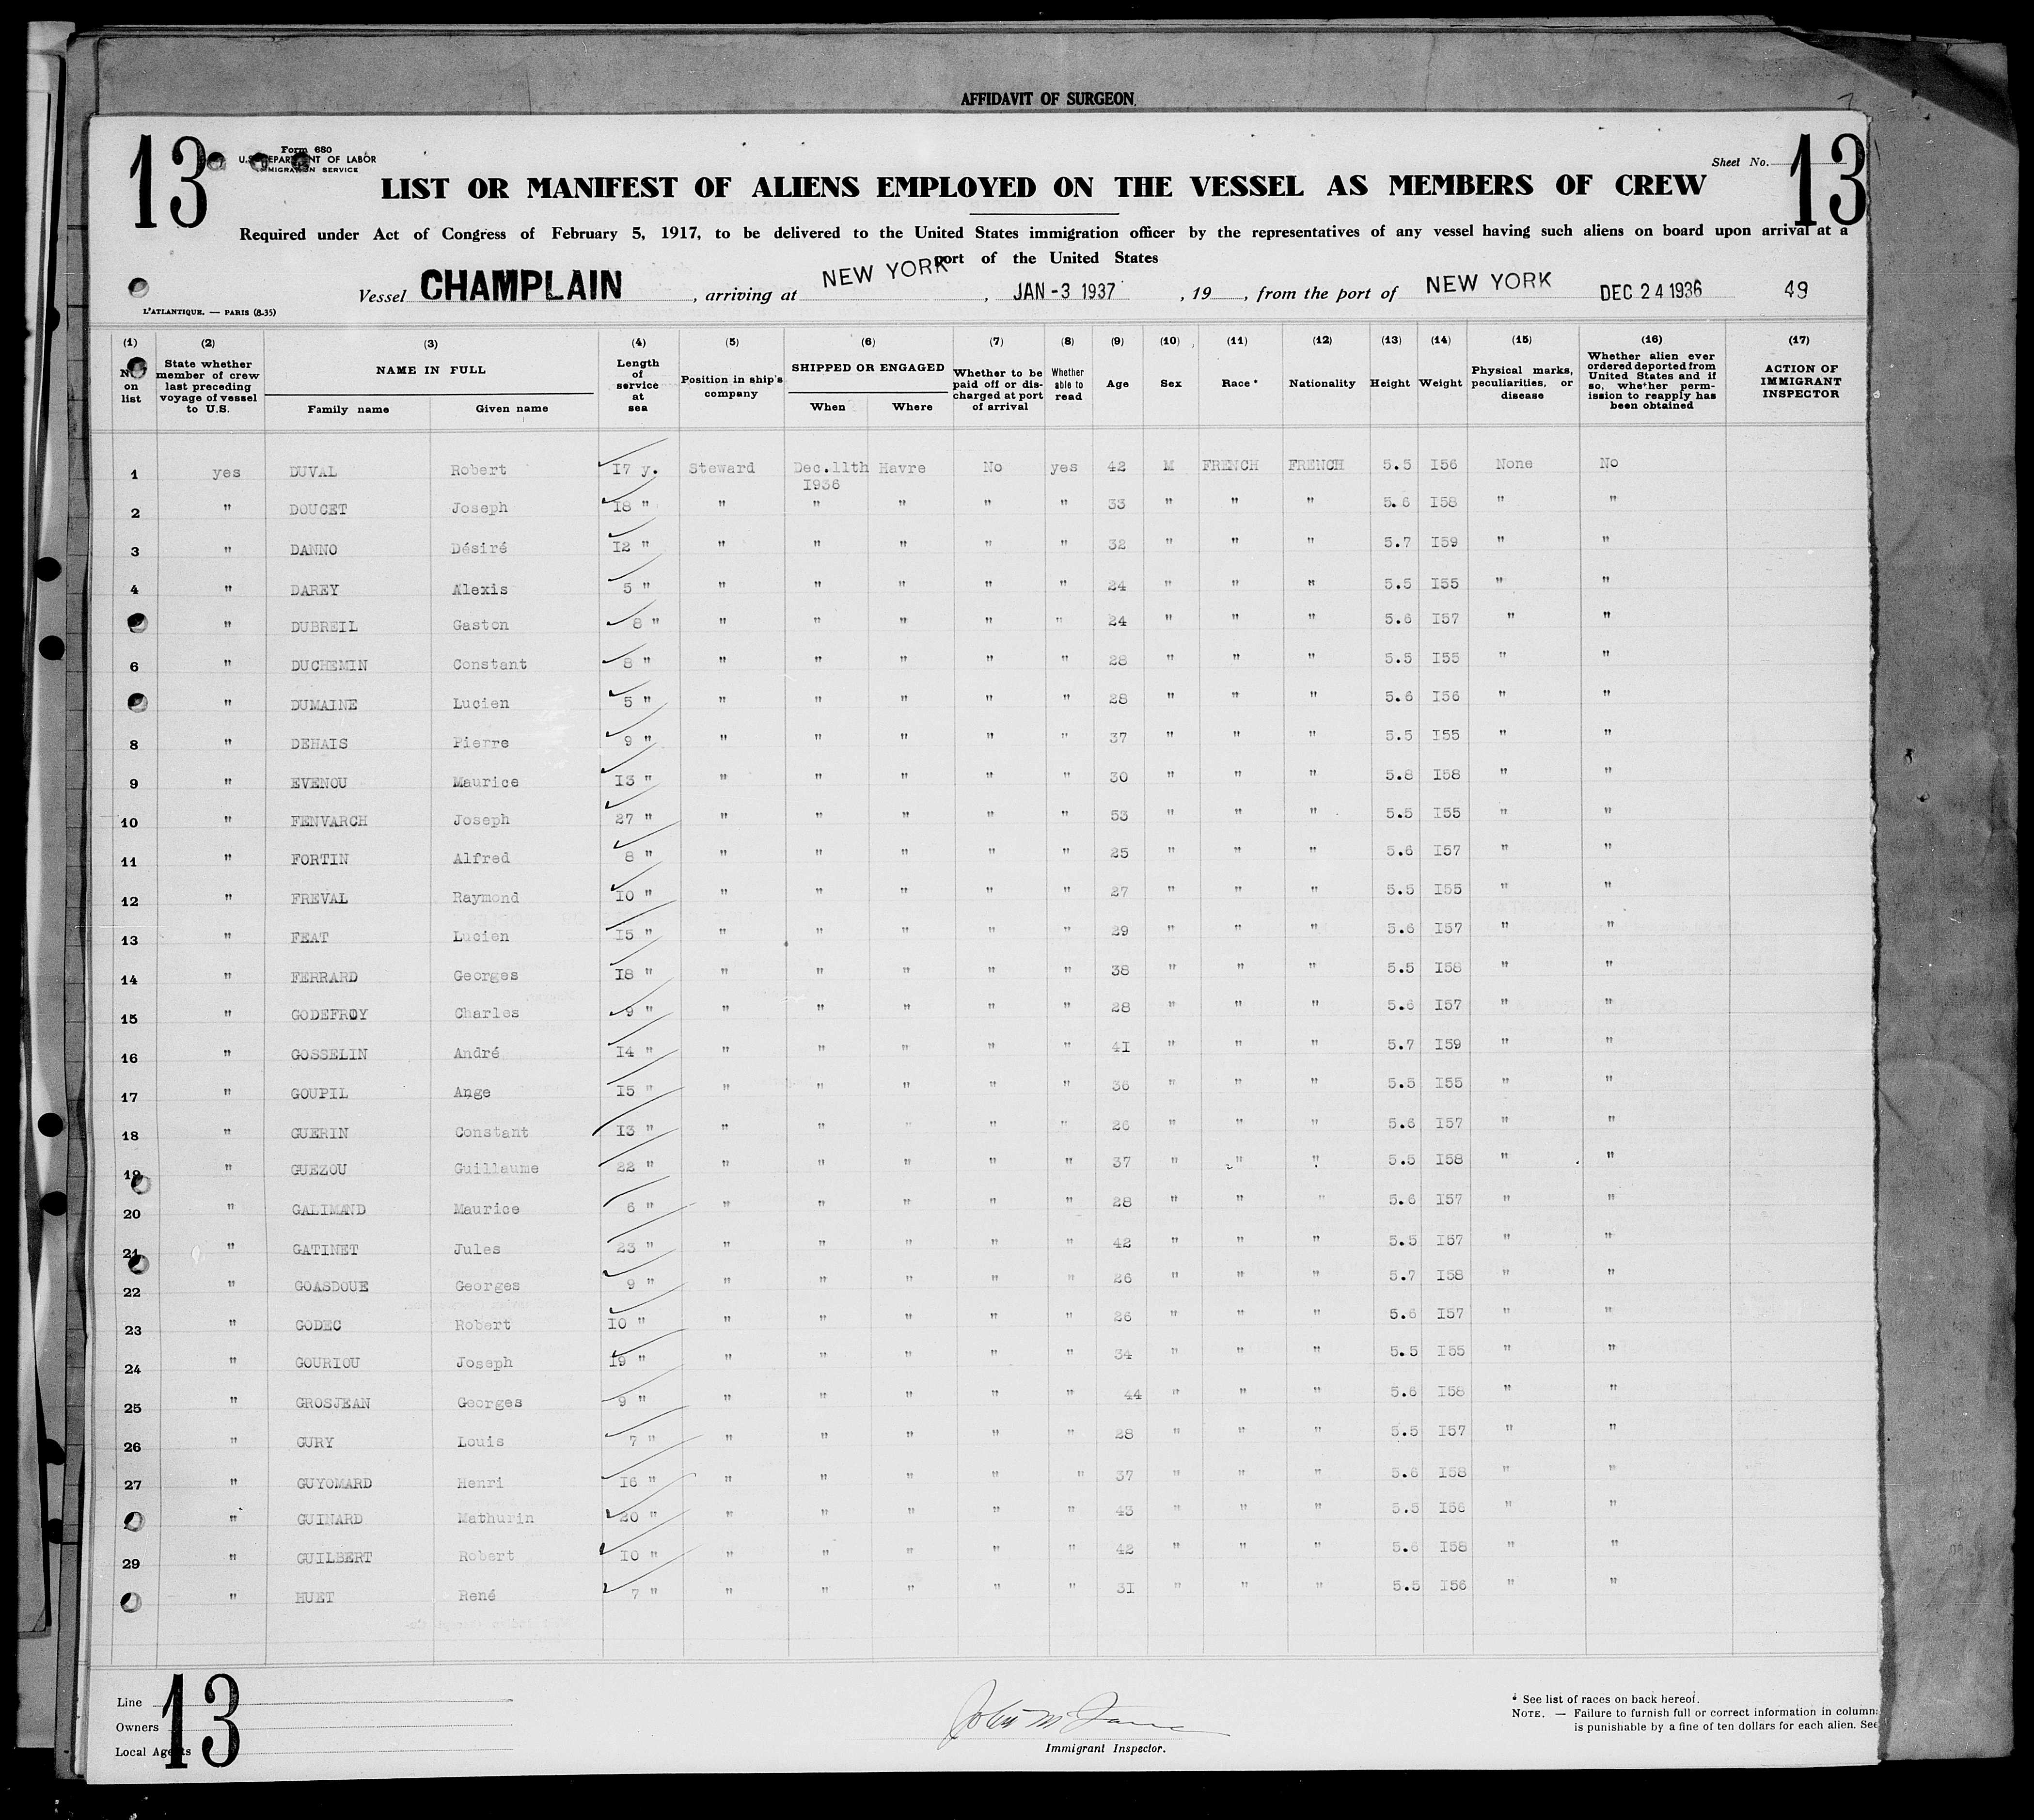 AFFIDAVIT OF SURGEON
13 Form 680 Sheet No. 13
U.S. DEPARTMENT OF LABOR
IMMIGRATION SERVICE
LIST OR MANIFEST OF ALIENS EMPLOYED ON THE VESSEL AS MEMBERS OF CREW
Required under Act of Congress of February 5, 1917, to be delivered to the United States immigration officer by the representatives of any vessel having such aliens on board upon arrival at a
port of the United States
Vessel CHAMPLAIN, arriving at NEW YORK, JAN -3 1937, 19, from the port of NEW YORK DEC 24 1936 49
L'ATLANTIQUE. — PARIS (8-35)
(1) (2) (3) (4) (5) (6) (7) (8) (9) (10) (11) (12) (13) (14) (15) (16) (17)
No. on list
State whether member of crew last preceding voyage of vessel to U.S.
NAME IN FULL
Family name Given name
Length of service at sea
Position in ship's company
SHIPPED OR ENGAGED
When Where
Whether to be paid off or discharged at port of arrival
Whether able to read
Age
Sex
Race *
Nationality
Height
Weight
Physical marks, peculiarities, or disease
Whether alien ever ordered deported from United States and if so, whether permission to reapply has been obtained
ACTION OF IMMIGRANT INSPECTOR
1 yes DUVAL Robert 17 y. Steward Dec.11th 1936 Havre No yes 42 M FRENCH FRENCH 5.5 156 None No
2 " DOUCET Joseph 18 " " " " " " 33 " " " 5.6 158 " "
3 " DANNO Désiré 12 " " " " " " 32 " " " 5.7 159 " "
4 " DAREY Alexis 5 " " " " " " 24 " " " 5.5 155 " "
" DUBREIL Gaston 8 " " " " " " 24 " " " 5.6 157 " "
6 " DUCHEMIN Constant 8 " " " " " " 28 " " " 5.5 155 " "
" DUMAINE Lucien 5 " " " " " " 28 " " " 5.6 156 " "
8 " DEHAIS Pierre 9 " " " " " " 37 " " " 5.5 155 " "
9 " EVENOU Maurice 13 " " " " " " 30 " " " 5.8 158 " "
10 " FENVARCH Joseph 27 " " " " " " 53 " " " 5.5 155 " "
11 " FORTIN Alfred 8 " " " " " " 25 " " " 5.6 157 " "
12 " FREVAL Raymond 10 " " " " " " 27 " " " 5.5 155 " "
13 " FEAT Lucien 15 " " " " " " 29 " " " 5.6 157 " "
14 " FERRARD Georges 18 " " " " " " 38 " " " 5.5 158 " "
15 " GODEFROY Charles 9 " " " " " " 28 " " " 5.6 157 " "
16 " GOSSELIN André 14 " " " " " " 41 " " " 5.7 159 " "
17 " GOUPIL Ange 15 " " " " " " 36 " " " 5.5 155 " "
18 " GUERIN Constant 13 " " " " " " 26 " " " 5.6 157 " "
19 " GUEZOU Guillaume 22 " " " " " " 37 " " " 5.5 158 " "
20 " GALIMAND Maurice 6 " " " " " " 28 " " " 5.6 157 " "
21 " GATINET Jules 23 " " " " " " 42 " " " 5.5 157 " "
22 " GOASDOUE Georges 9 " " " " " " 26 " " " 5.7 158 " "
23 " GODEC Robert 10 " " " " " " 26 " " " 5.6 157 " "
24 " GOURIOU Joseph 19 " " " " " " 34 " " " 5.5 155 " "
25 " GROSJEAN Georges 9 " " " " " " 44 " " " 5.6 158 " "
26 " GURY Louis 7 " " " " " " 28 " " " 5.5 157 " "
27 " GUYOMARD Henri 16 " " " " " " 37 " " " 5.6 158 " "
" GUINARD Mathurin 20 " " " " " " 43 " " " 5.5 156 " "
29 " GUILBERT Robert 10 " " " " " " 42 " " " 5.6 158 " "
" HUET René 7 " " " " " " 31 " " " 5.5 156 " "
13
Line
Owners
Local Agents
Immigrant Inspector.
* See list of races on back hereof.
NOTE. — Failure to furnish full or correct information in columns
is punishable by a fine of ten dollars for each alien. See